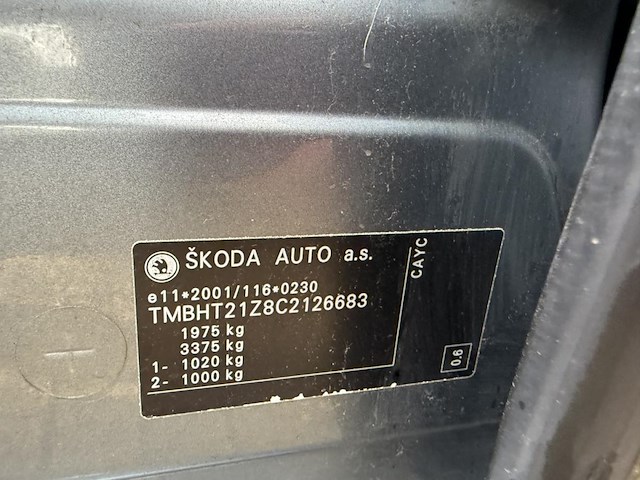 ŠKODA AUTO a.s.
e11*2001/116*0230
TMBHT21Z8C2126683
1975 kg
3375 kg
1- 1020 kg
2- 1000 kg
CAYC
0.6